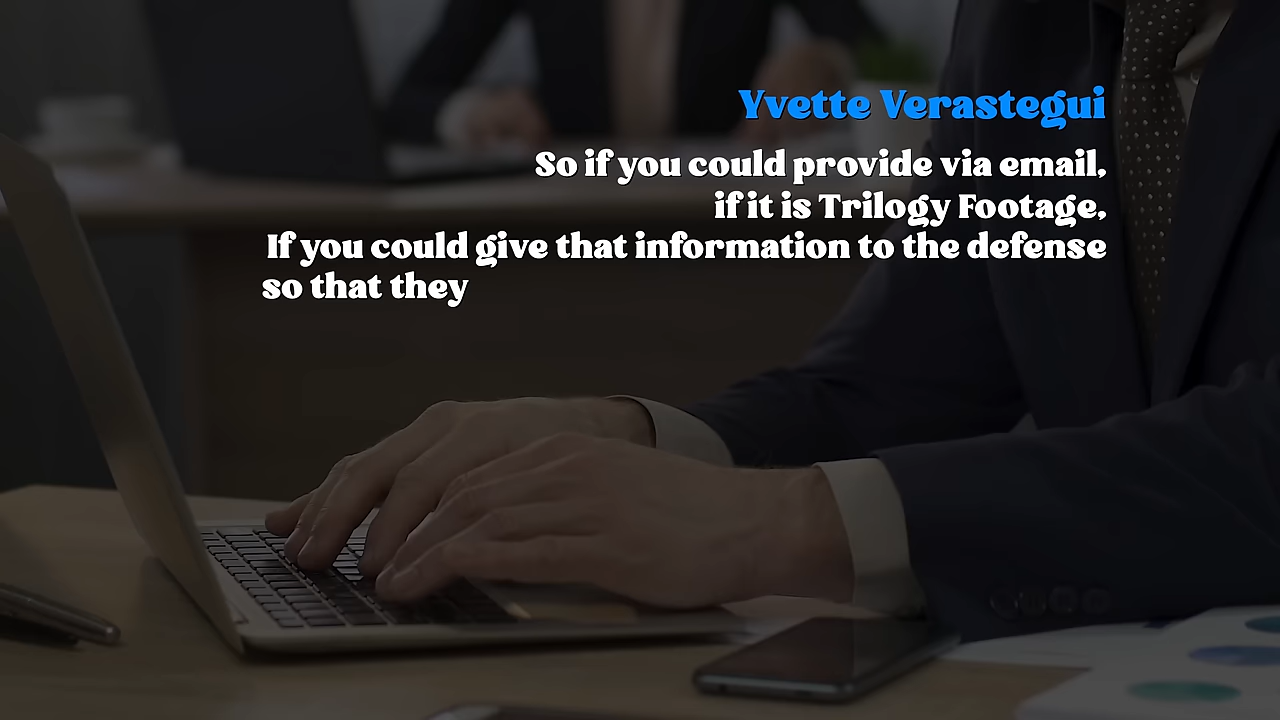 Yvette Verastegui
So if you could provide via email,
if it is Trilogy Footage,
If you could give that information to the defense
so that they